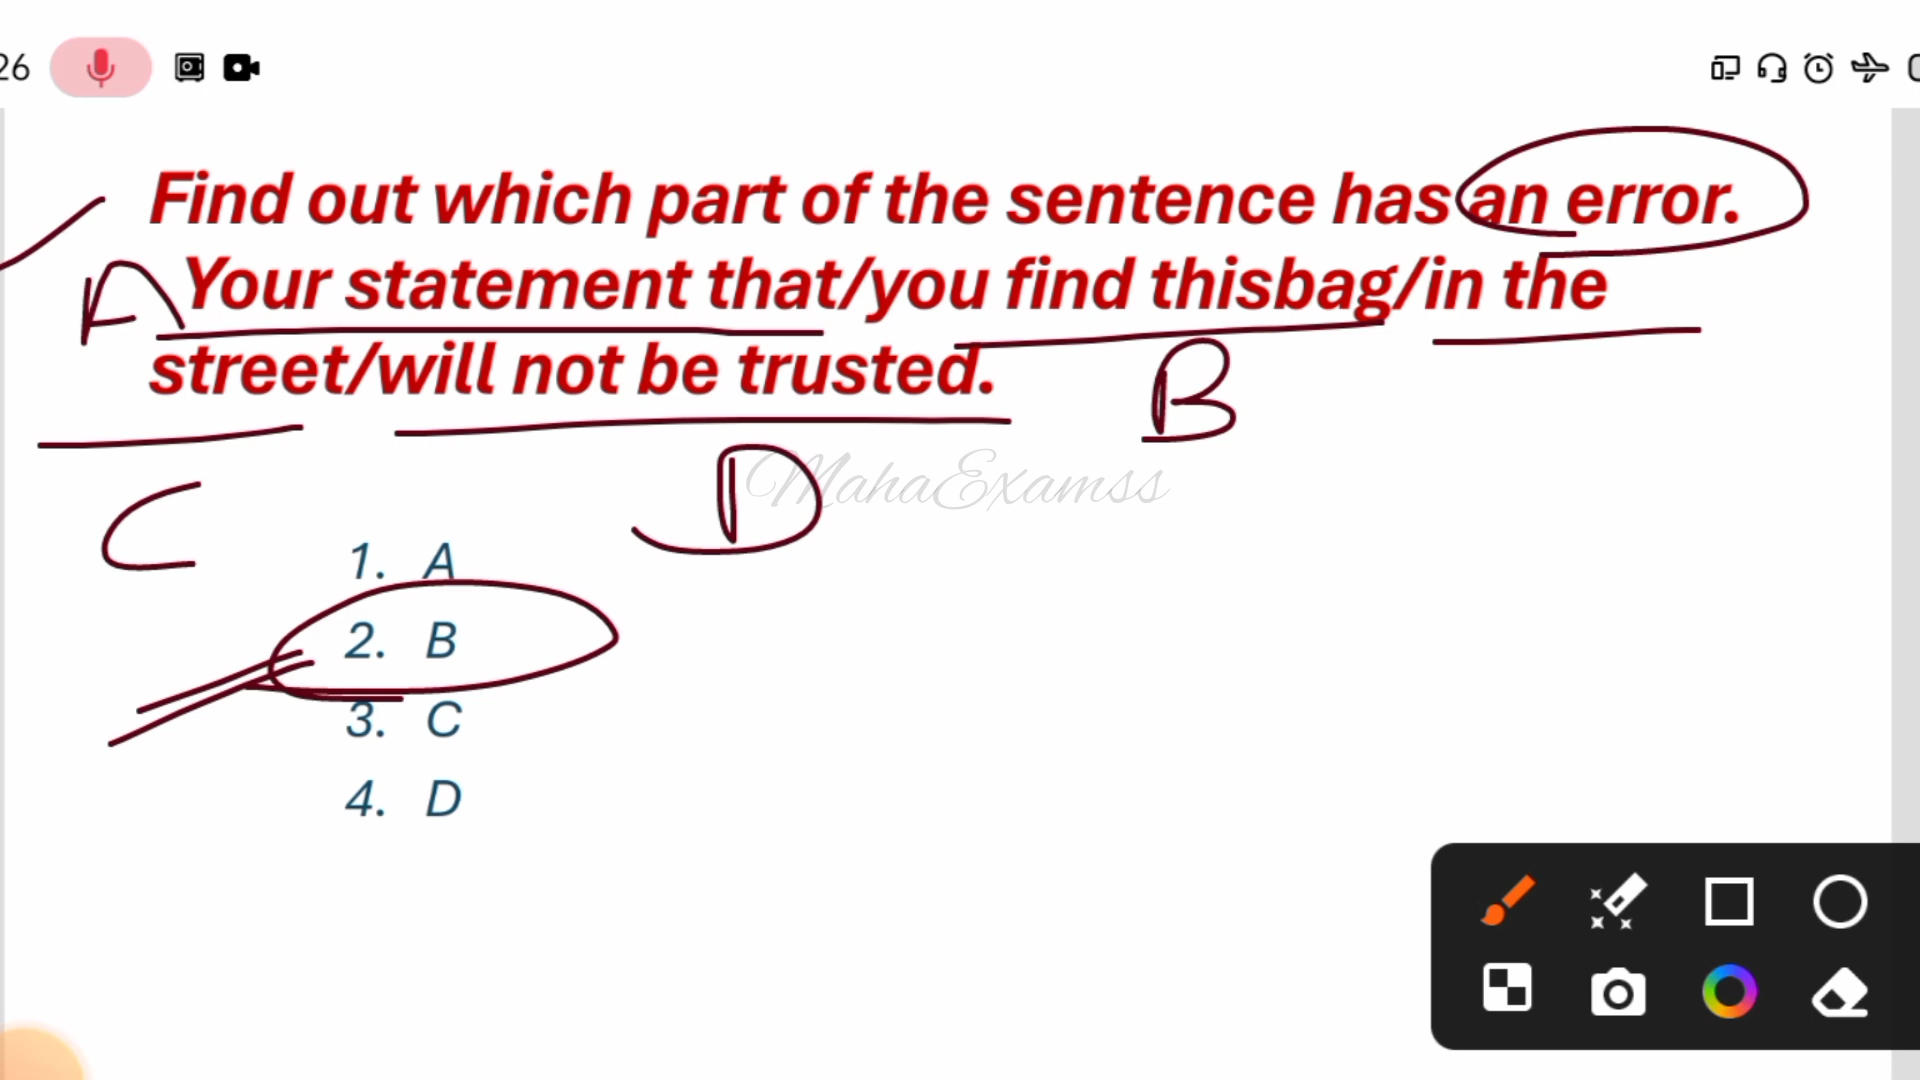 26
Find out which part of the sentence has an error.
A Your statement that/you find thisbag/in the
street/will not be trusted.
B
C
D
MahaExamss
1. A
2. B
3. C
4. D